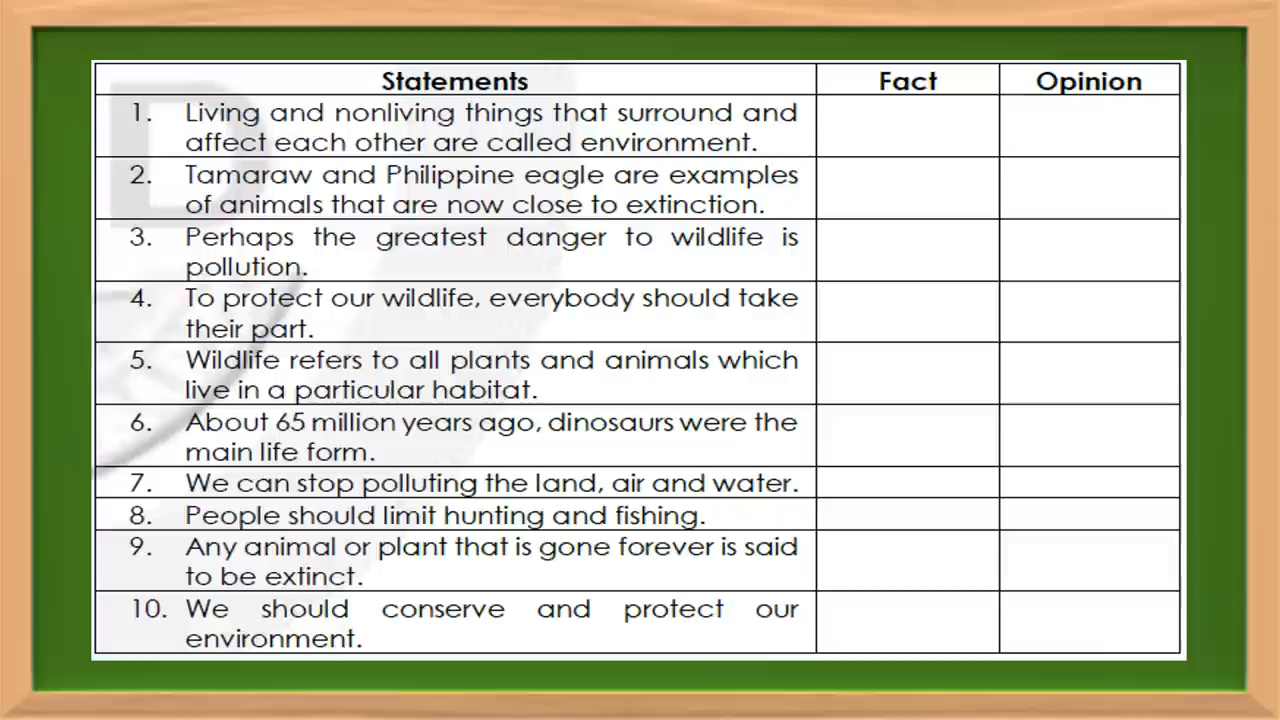 Statements Fact Opinion
1. Living and nonliving things that surround and
affect each other are called environment.
2. Tamaraw and Philippine eagle are examples
of animals that are now close to extinction.
3. Perhaps the greatest danger to wildlife is
pollution.
4. To protect our wildlife, everybody should take
their part.
5. Wildlife refers to all plants and animals which
live in a particular habitat.
6. About 65 million years ago, dinosaurs were the
main life form.
7. We can stop polluting the land, air and water.
8. People should limit hunting and fishing.
9. Any animal or plant that is gone forever is said
to be extinct.
10. We should conserve and protect our
environment.